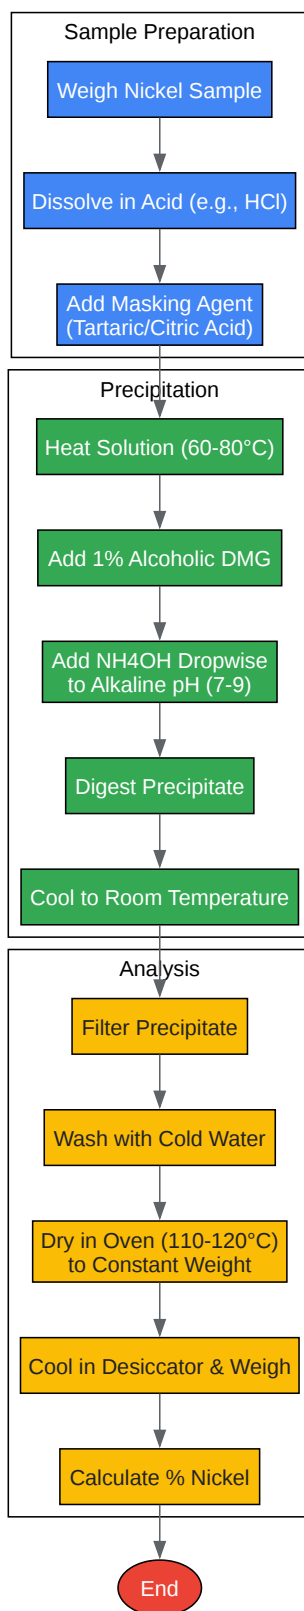 Sample Preparation
Weigh Nickel Sample
Dissolve in Acid (e.g., HCl)
Add Masking Agent
(Tartaric/Citric Acid)
Precipitation
Heat Solution (60-80°C)
Add 1% Alcoholic DMG
Add NH4OH Dropwise
to Alkaline pH (7-9)
Digest Precipitate
Cool to Room Temperature
Analysis
Filter Precipitate
Wash with Cold Water
Dry in Oven (110-120°C)
to Constant Weight
Cool in Desiccator & Weigh
Calculate % Nickel
End